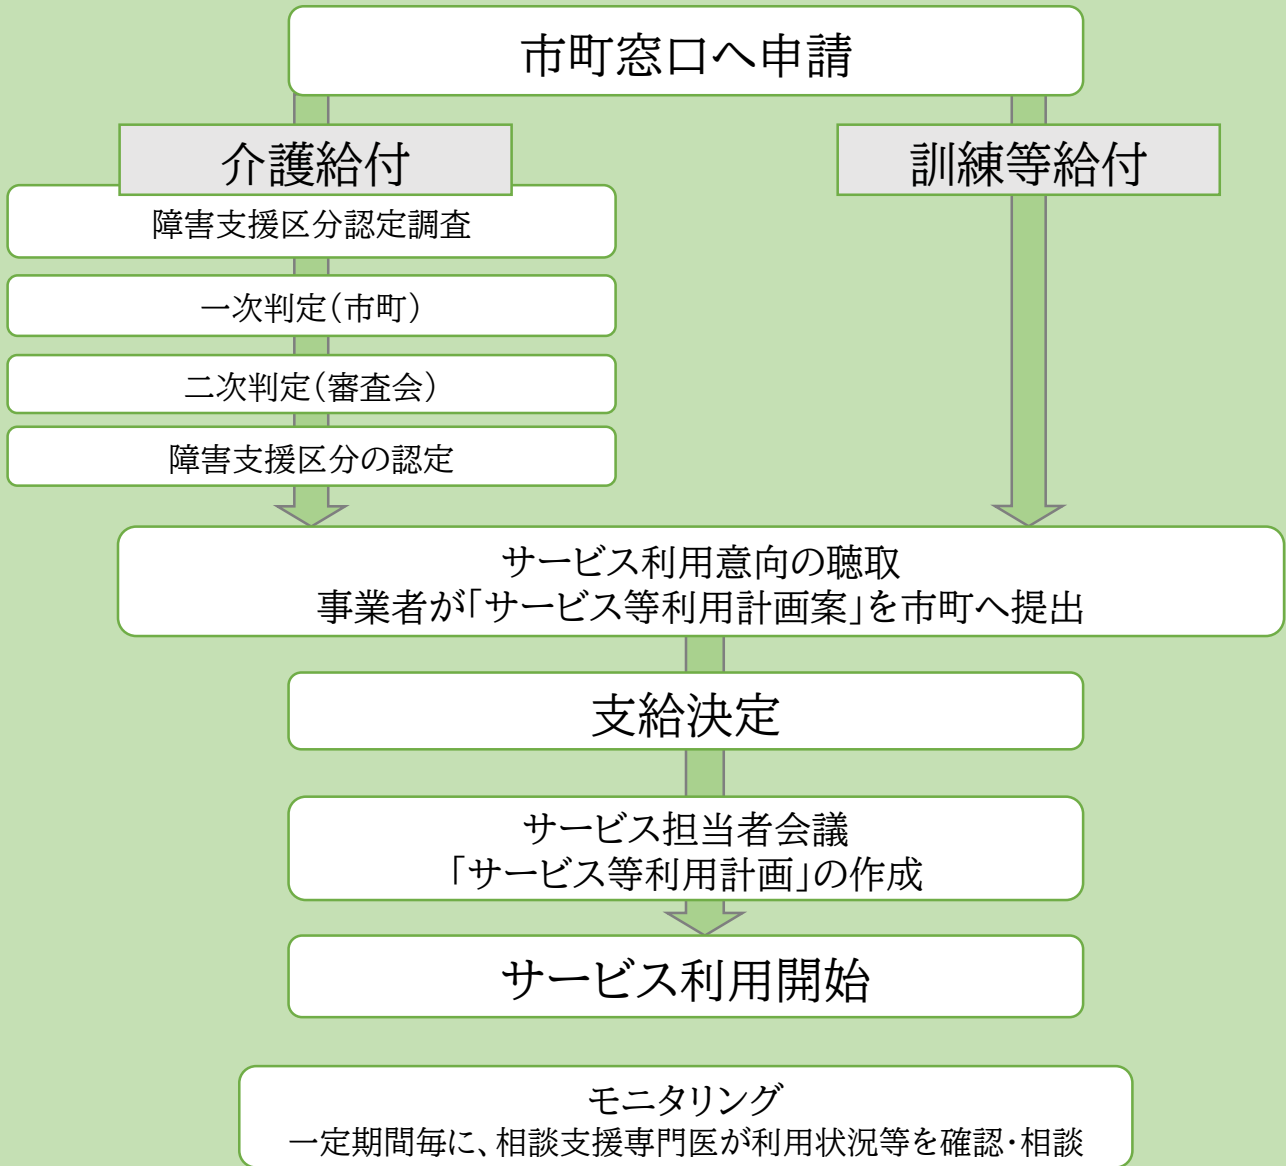 市町窓口へ申請
介護給付
訓練等給付
障害支援区分認定調査
一次判定(市町)
二次判定(審査会)
障害支援区分の認定
サービス利用意向の聴取
事業者が「サービス等利用計画案」を市町へ提出
支給決定
サービス担当者会議
「サービス等利用計画」の作成
サービス利用開始
モニタリング
一定期間毎に、相談支援専門医が利用状況等を確認・相談